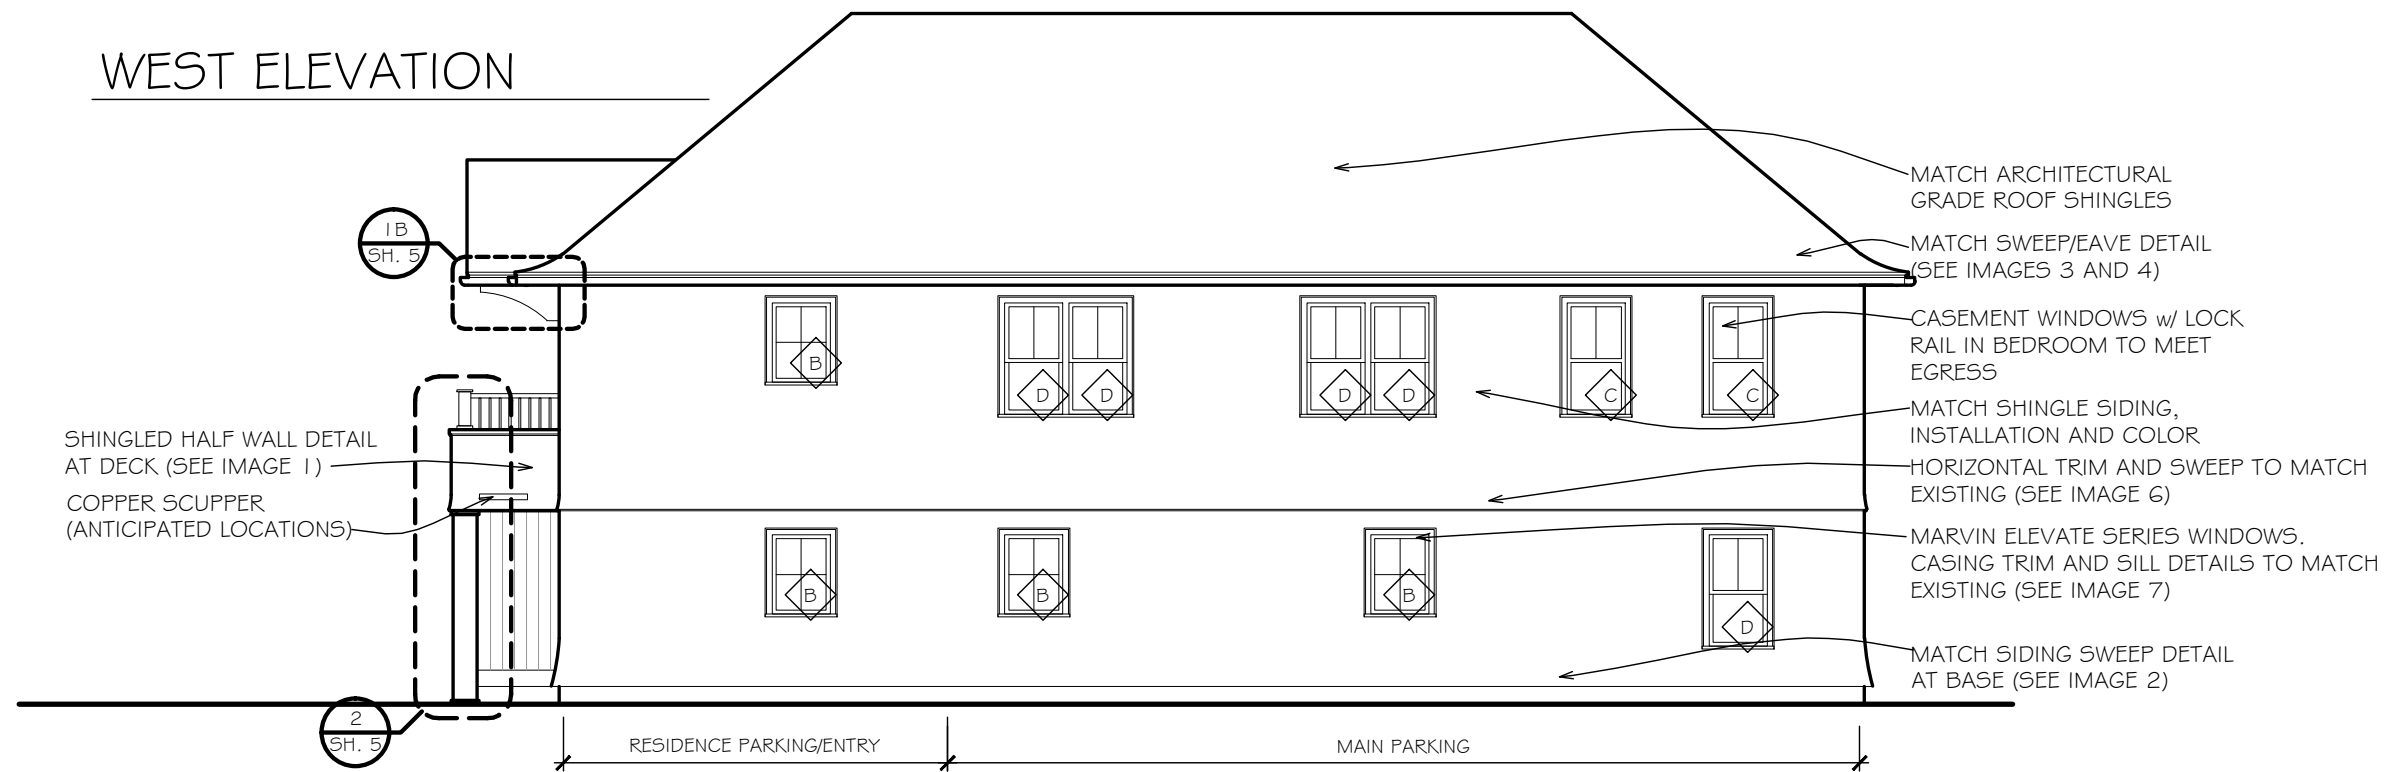 WEST ELEVATION
MATCH ARCHITECTURAL
GRADE ROOF SHINGLES
1B
SH. 5
MATCH SWEEP/EAVE DETAIL
(SEE IMAGES 3 AND 4)
CASEMENT WINDOWS w/ LOCK
RAIL IN BEDROOM TO MEET
EGRESS
B
D
D
D
D
C
C
MATCH SHINGLE SIDING,
INSTALLATION AND COLOR
SHINGLED HALF WALL DETAIL
AT DECK (SEE IMAGE 1)
HORIZONTAL TRIM AND SWEEP TO MATCH
EXISTING (SEE IMAGE 6)
COPPER SCUPPER
(ANTICIPATED LOCATIONS)
MARVIN ELEVATE SERIES WINDOWS.
CASING TRIM AND SILL DETAILS TO MATCH
EXISTING (SEE IMAGE 7)
B
B
B
D
MATCH SIDING SWEEP DETAIL
AT BASE (SEE IMAGE 2)
2
SH. 5
RESIDENCE PARKING/ENTRY
MAIN PARKING